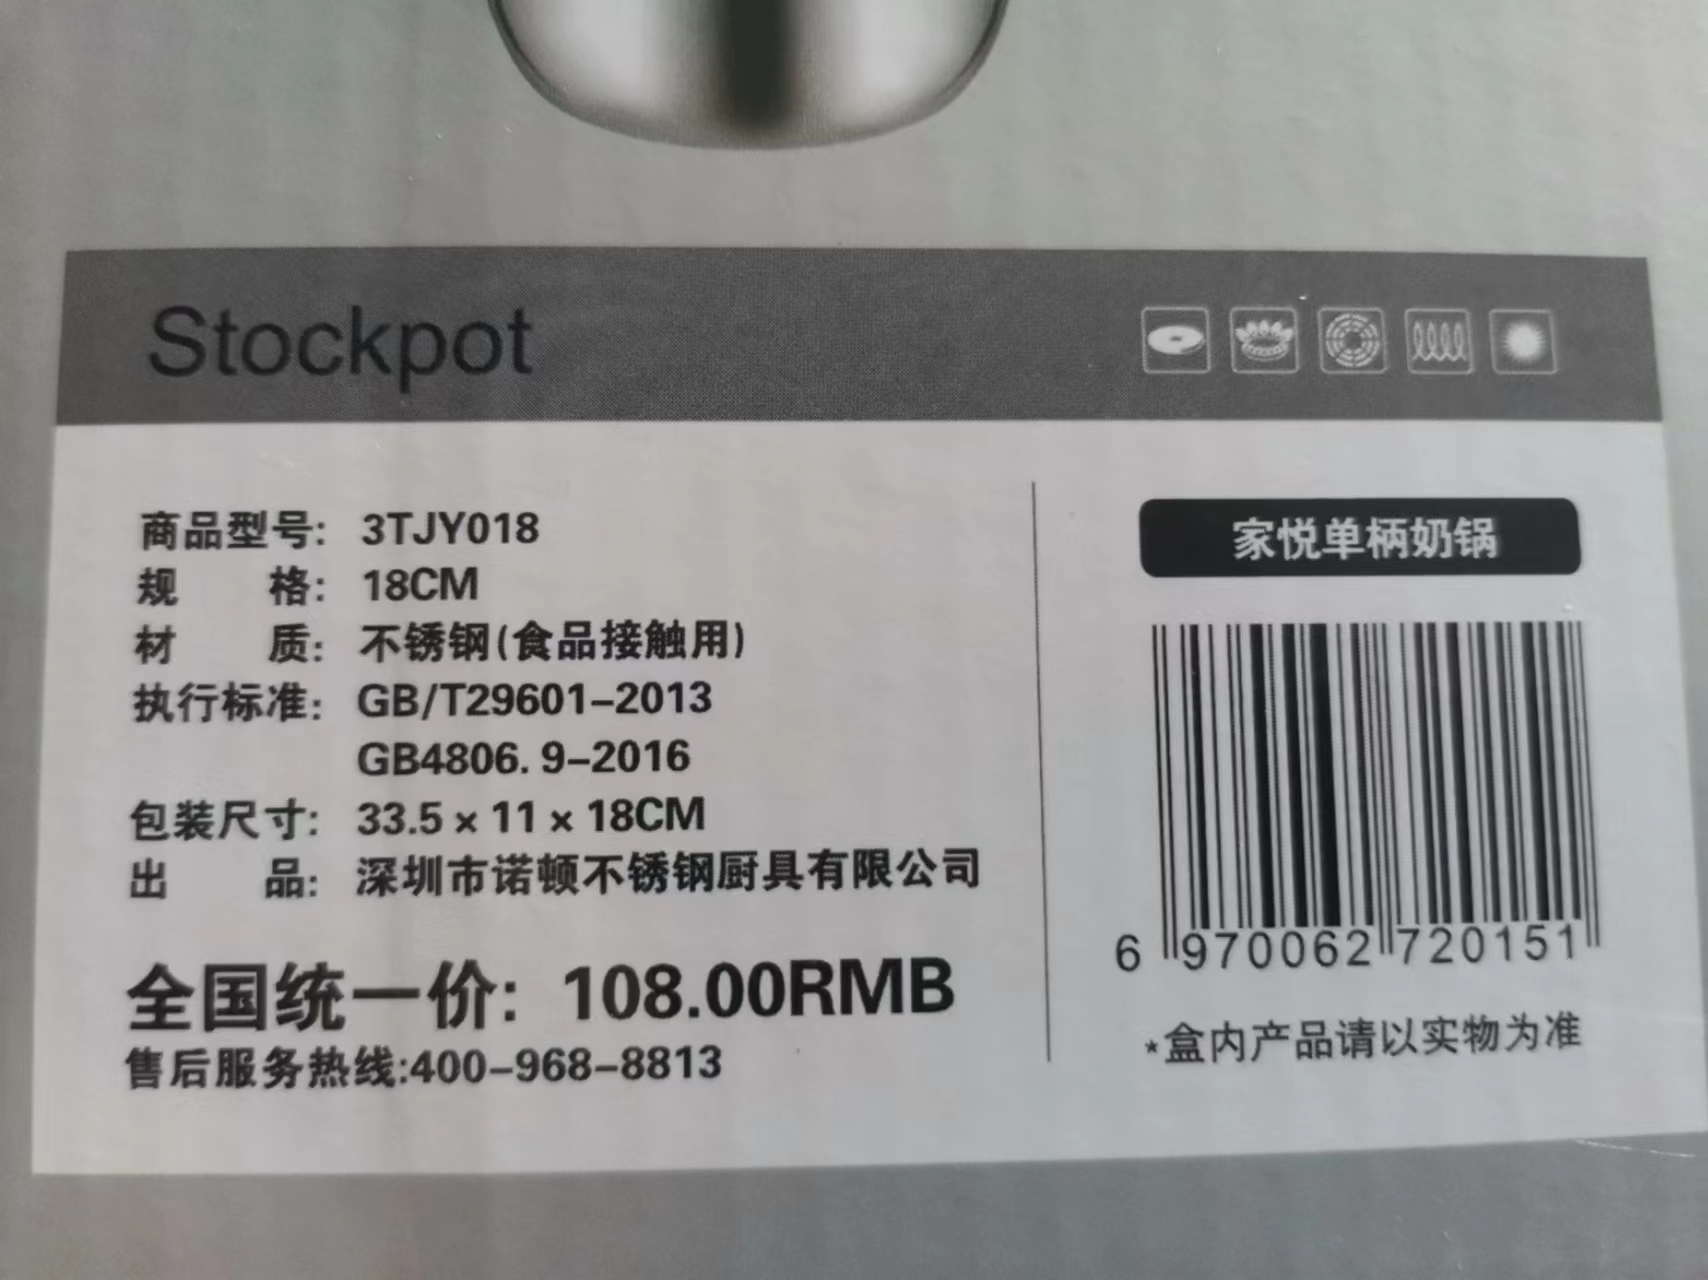 Stockpot
商品型号: 3TJY018
规 格: 18CM
材 质: 不锈钢(食品接触用)
执行标准: GB/T29601-2013
GB4806. 9-2016
包装尺寸: 33.5 × 11 × 18CM
出 品: 深圳市诺顿不锈钢厨具有限公司
全国统一价: 108.00RMB
售后服务热线:400-968-8813
家悦单柄奶锅
6 970062 720151
*盒内产品请以实物为准